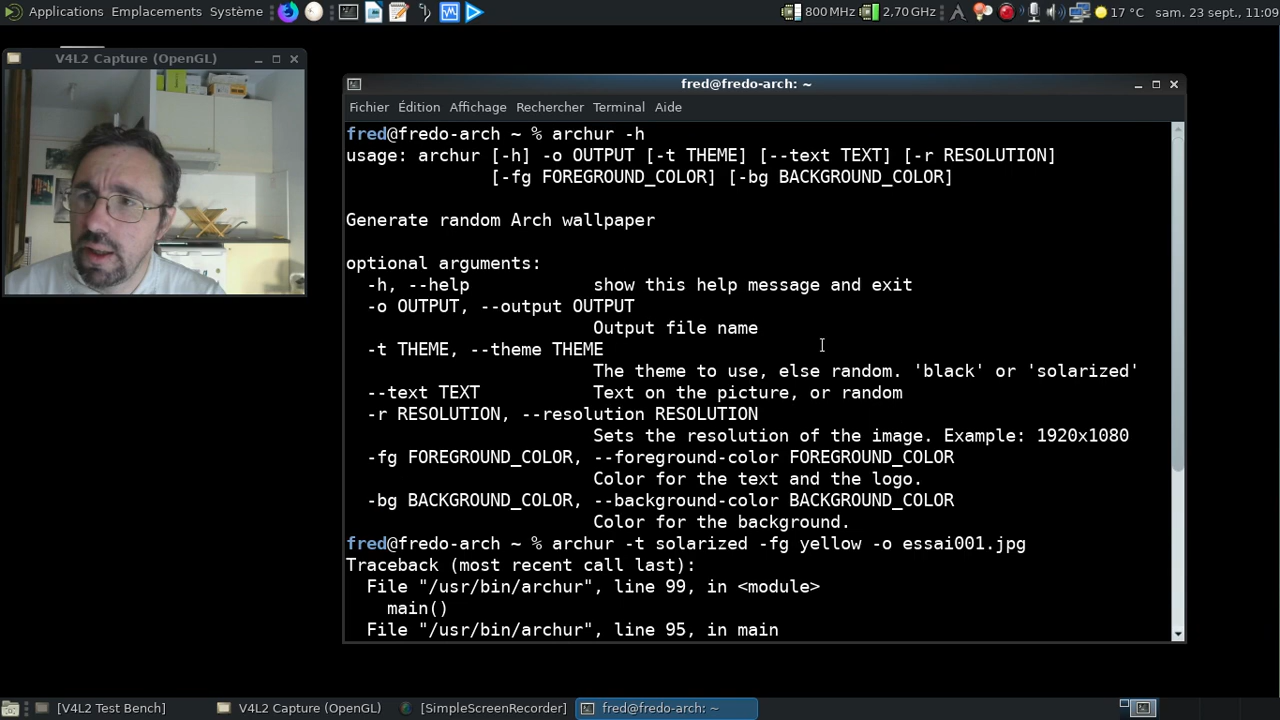 Applications Emplacements Système
800 MHz 2,70 GHz 17 °C sam. 23 sept., 11:09
V4L2 Capture (OpenGL)
fred@fredo-arch: ~
Fichier Édition Affichage Rechercher Terminal Aide
fred@fredo-arch ~ % archur -h
usage: archur [-h] -o OUTPUT [-t THEME] [--text TEXT] [-r RESOLUTION]
[-fg FOREGROUND_COLOR] [-bg BACKGROUND_COLOR]
Generate random Arch wallpaper
optional arguments:
-h, --help show this help message and exit
-o OUTPUT, --output OUTPUT
Output file name
-t THEME, --theme THEME
The theme to use, else random. 'black' or 'solarized'
--text TEXT Text on the picture, or random
-r RESOLUTION, --resolution RESOLUTION
Sets the resolution of the image. Example: 1920x1080
-fg FOREGROUND_COLOR, --foreground-color FOREGROUND_COLOR
Color for the text and the logo.
-bg BACKGROUND_COLOR, --background-color BACKGROUND_COLOR
Color for the background.
fred@fredo-arch ~ % archur -t solarized -fg yellow -o essai001.jpg
Traceback (most recent call last):
File "/usr/bin/archur", line 99, in <module>
main()
File "/usr/bin/archur", line 95, in main
[V4L2 Test Bench] V4L2 Capture (OpenGL) [SimpleScreenRecorder] fred@fredo-arch: ~